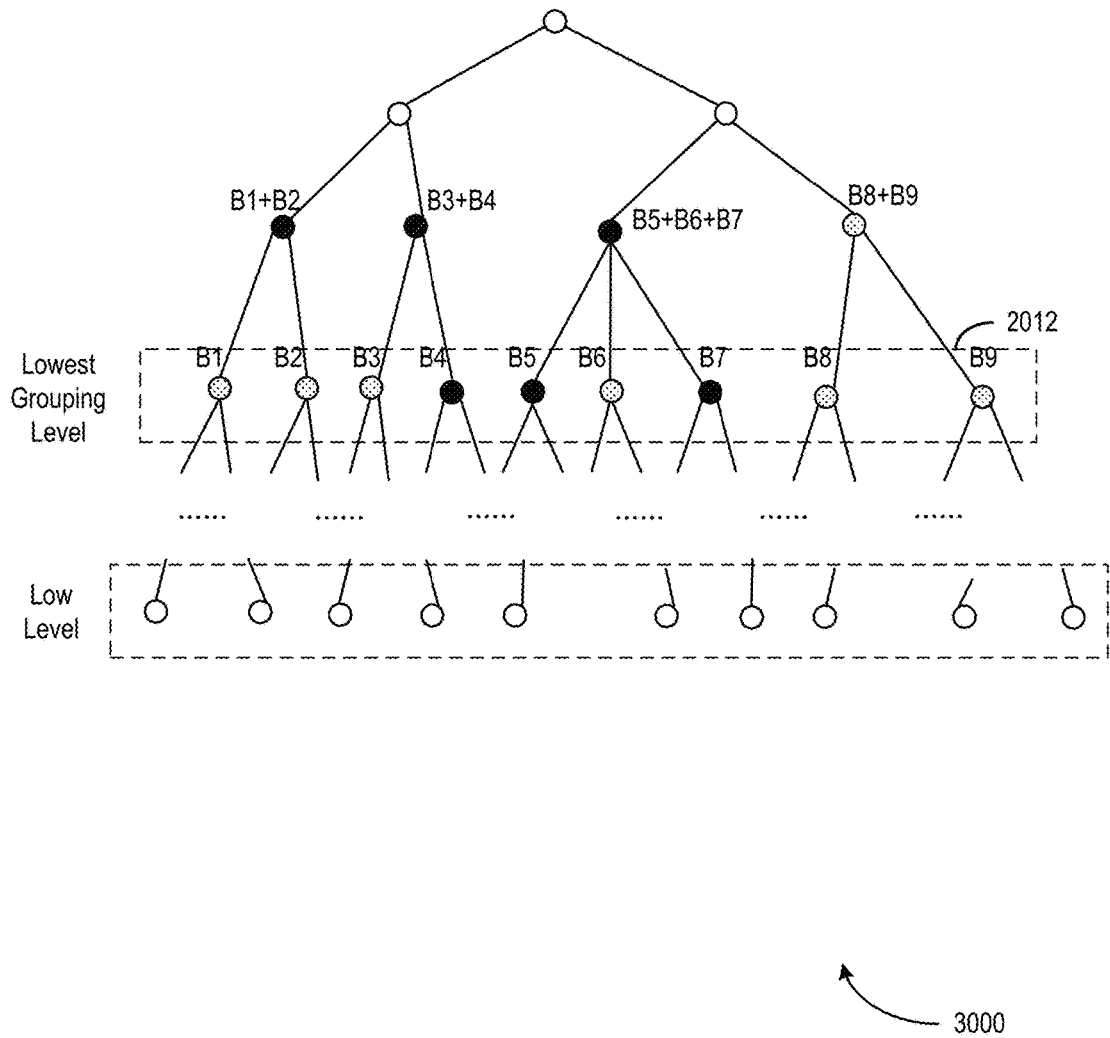 B1+B2
B3+B4
B5+B6+B7
B8+B9
2012
Lowest
Grouping
Level
B1
B2
B3
B4
B5
B6
B7
B8
B9
......
......
......
......
......
......
Low
Level
3000